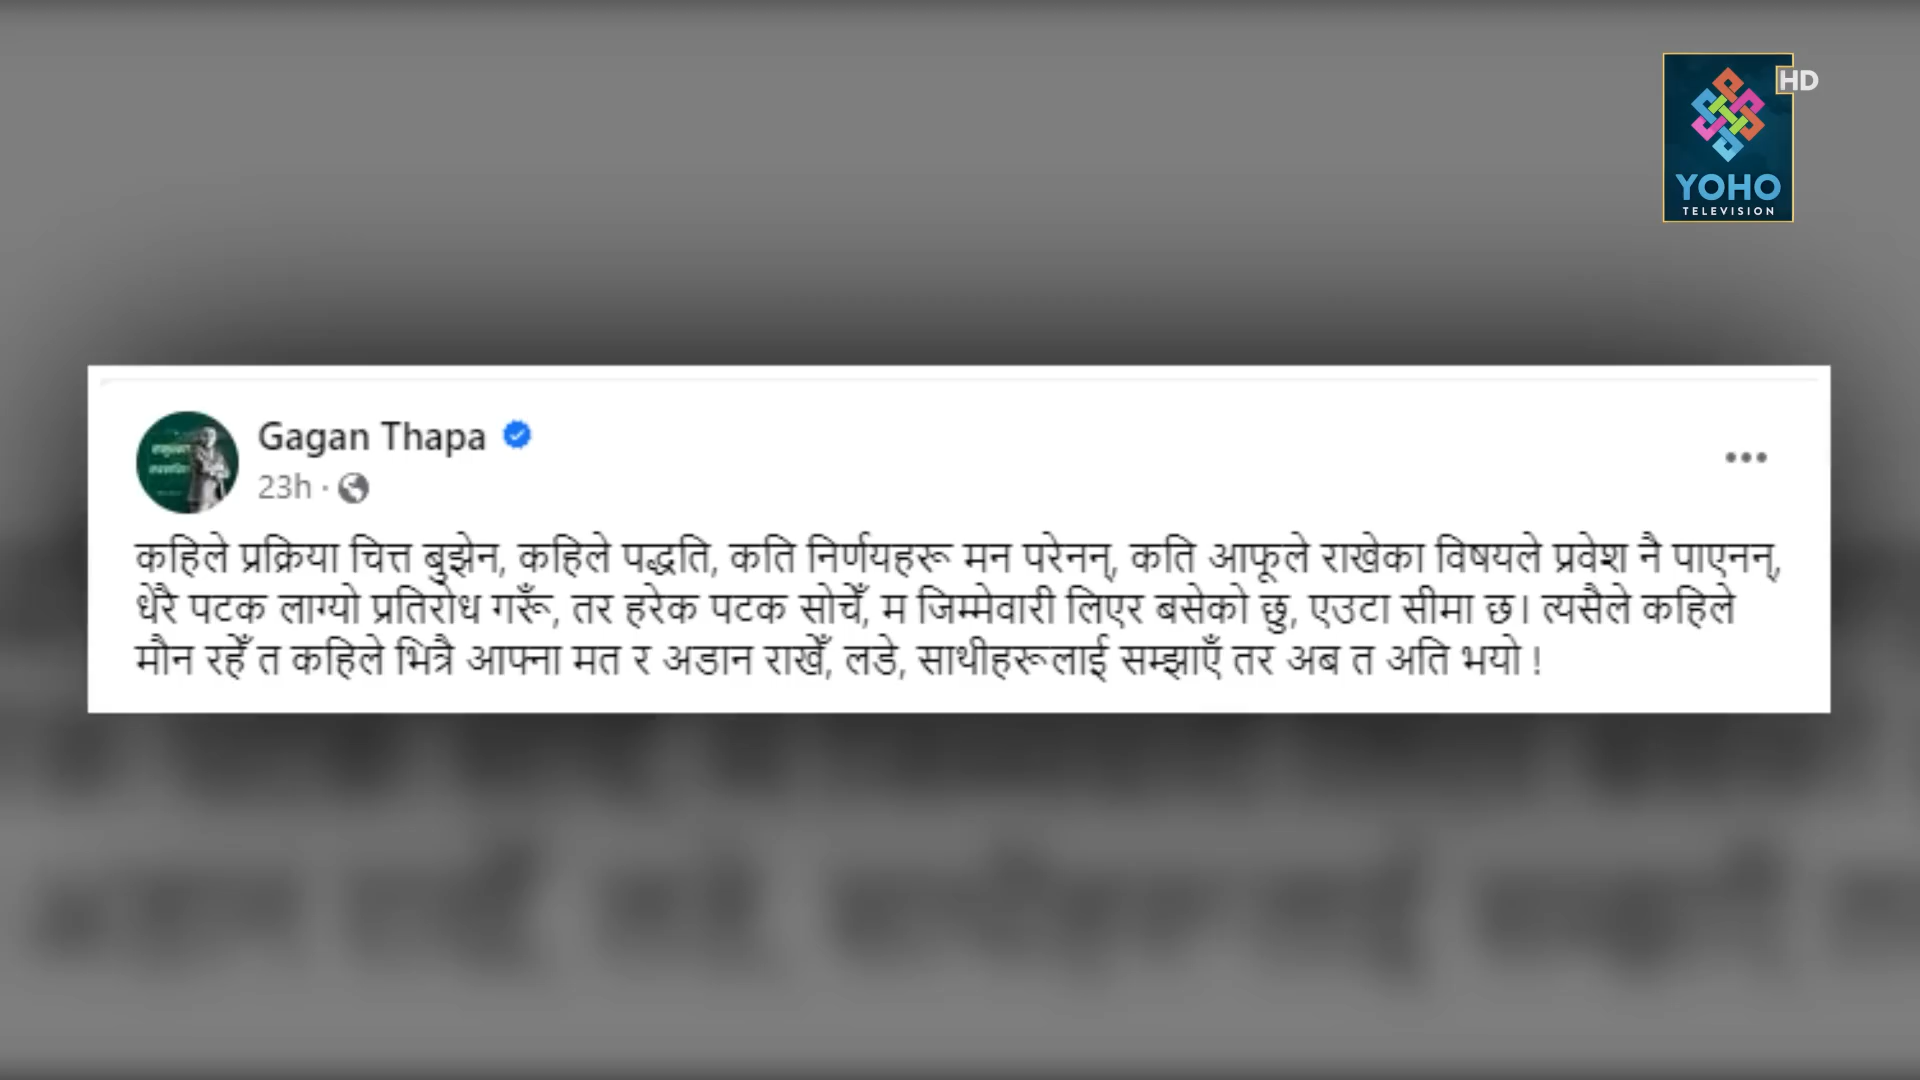 HD
YOHO
TELEVISION
Gagan Thapa
23h ·
कहिले प्रक्रिया चित्त बुझेन, कहिले पद्धति, कति निर्णयहरू मन परेनन्, कति आफूले राखेका विषयले प्रवेश नै पाएनन्,
धेरै पटक लाग्यो प्रतिरोध गरूँ, तर हरेक पटक सोचेँ, म जिम्मेवारी लिएर बसेको छु, एउटा सीमा छ। त्यसैले कहिले
मौन रहेँ त कहिले भित्रै आफ्ना मत र अडान राखेँ, लडे, साथीहरूलाई सम्झाएँ तर अब त अति भयो !